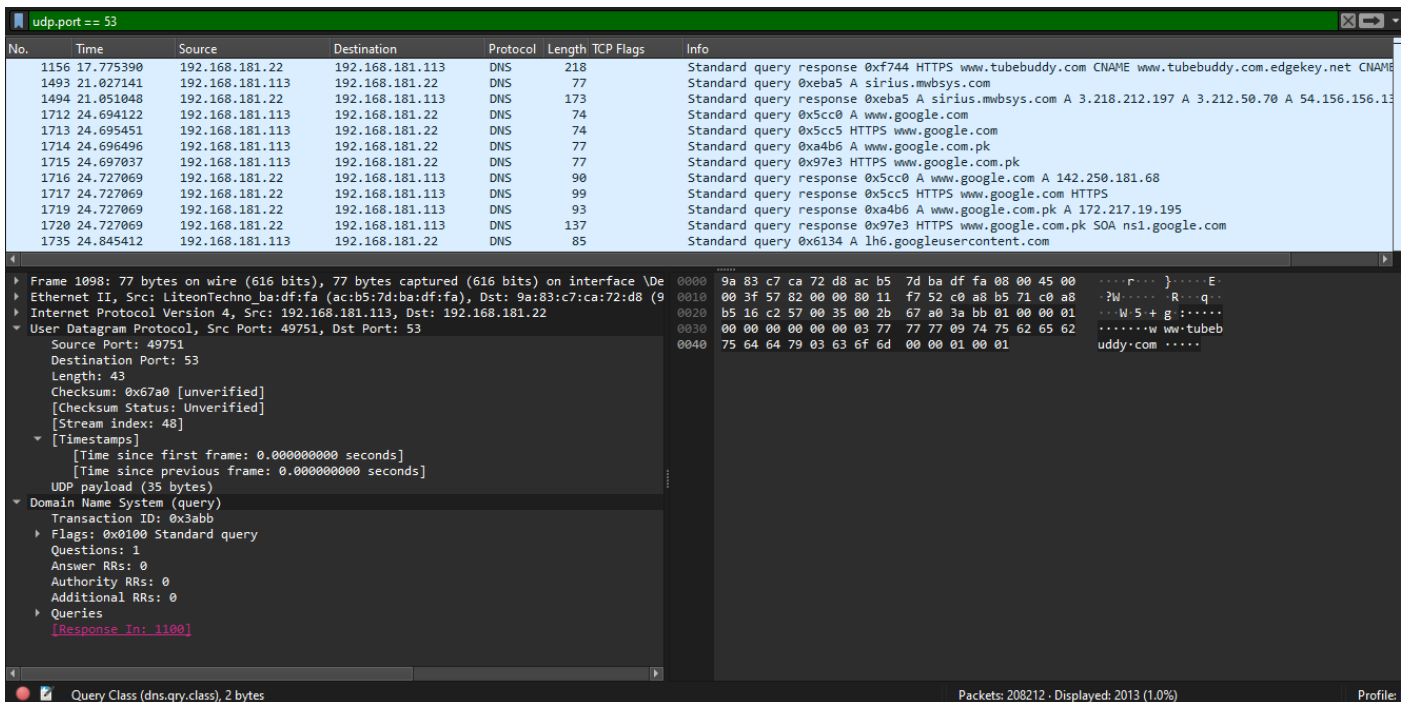 udp.port == 53
No. Time Source Destination Protocol Length TCP Flags Info
1156 17.775390 192.168.181.22 192.168.181.113 DNS 218 Standard query response 0xf744 HTTPS www.tubebuddy.com CNAME www.tubebuddy.com.edgekey.net CNAME
1493 21.027141 192.168.181.113 192.168.181.22 DNS 77 Standard query 0xeba5 A sirius.mwbsys.com
1494 21.051048 192.168.181.22 192.168.181.113 DNS 173 Standard query response 0xeba5 A sirius.mwbsys.com A 3.218.212.197 A 3.212.50.70 A 54.156.156.13
1712 24.694122 192.168.181.113 192.168.181.22 DNS 74 Standard query 0x5cc0 A www.google.com
1713 24.695451 192.168.181.113 192.168.181.22 DNS 74 Standard query 0x5cc5 HTTPS www.google.com
1714 24.696496 192.168.181.113 192.168.181.22 DNS 77 Standard query 0xa4b6 A www.google.com.pk
1715 24.697037 192.168.181.113 192.168.181.22 DNS 77 Standard query 0x97e3 HTTPS www.google.com.pk
1716 24.727069 192.168.181.22 192.168.181.113 DNS 90 Standard query response 0x5cc0 A www.google.com A 142.250.181.68
1717 24.727069 192.168.181.22 192.168.181.113 DNS 99 Standard query response 0x5cc5 HTTPS www.google.com HTTPS
1719 24.727069 192.168.181.22 192.168.181.113 DNS 93 Standard query response 0xa4b6 A www.google.com.pk A 172.217.19.195
1720 24.727069 192.168.181.22 192.168.181.113 DNS 137 Standard query response 0x97e3 HTTPS www.google.com.pk SOA ns1.google.com
1735 24.845412 192.168.181.113 192.168.181.22 DNS 85 Standard query 0x6134 A lh6.googleusercontent.com
Frame 1098: 77 bytes on wire (616 bits), 77 bytes captured (616 bits) on interface \De
Ethernet II, Src: LiteonTechno_ba:df:fa (ac:b5:7d:ba:df:fa), Dst: 9a:83:c7:ca:72:d8 (9
Internet Protocol Version 4, Src: 192.168.181.113, Dst: 192.168.181.22
User Datagram Protocol, Src Port: 49751, Dst Port: 53
Source Port: 49751
Destination Port: 53
Length: 43
Checksum: 0x67a0 [unverified]
[Checksum Status: Unverified]
[Stream index: 48]
[Timestamps]
[Time since first frame: 0.000000000 seconds]
[Time since previous frame: 0.000000000 seconds]
UDP payload (35 bytes)
Domain Name System (query)
Transaction ID: 0x3abb
Flags: 0x0100 Standard query
Questions: 1
Answer RRs: 0
Authority RRs: 0
Additional RRs: 0
Queries
[Response In: 1100]
0000 9a 83 c7 ca 72 d8 ac b5 7d ba df fa 08 00 45 00 ····r··· }·····E·
0010 00 3f 57 82 00 00 80 11 f7 52 c0 a8 b5 71 c0 a8 ·?W····· ·R···q··
0020 b5 16 c2 57 00 35 00 2b 67 a0 3a bb 01 00 00 01 ···W·5·+ g·:·····
0030 00 00 00 00 00 00 03 77 77 77 09 74 75 62 65 62 ·······w ww·tubeb
0040 75 64 64 79 03 63 6f 6d 00 00 01 00 01 uddy·com ·····
Query Class (dns.qry.class), 2 bytes
Packets: 208212 · Displayed: 2013 (1.0%)
Profile: